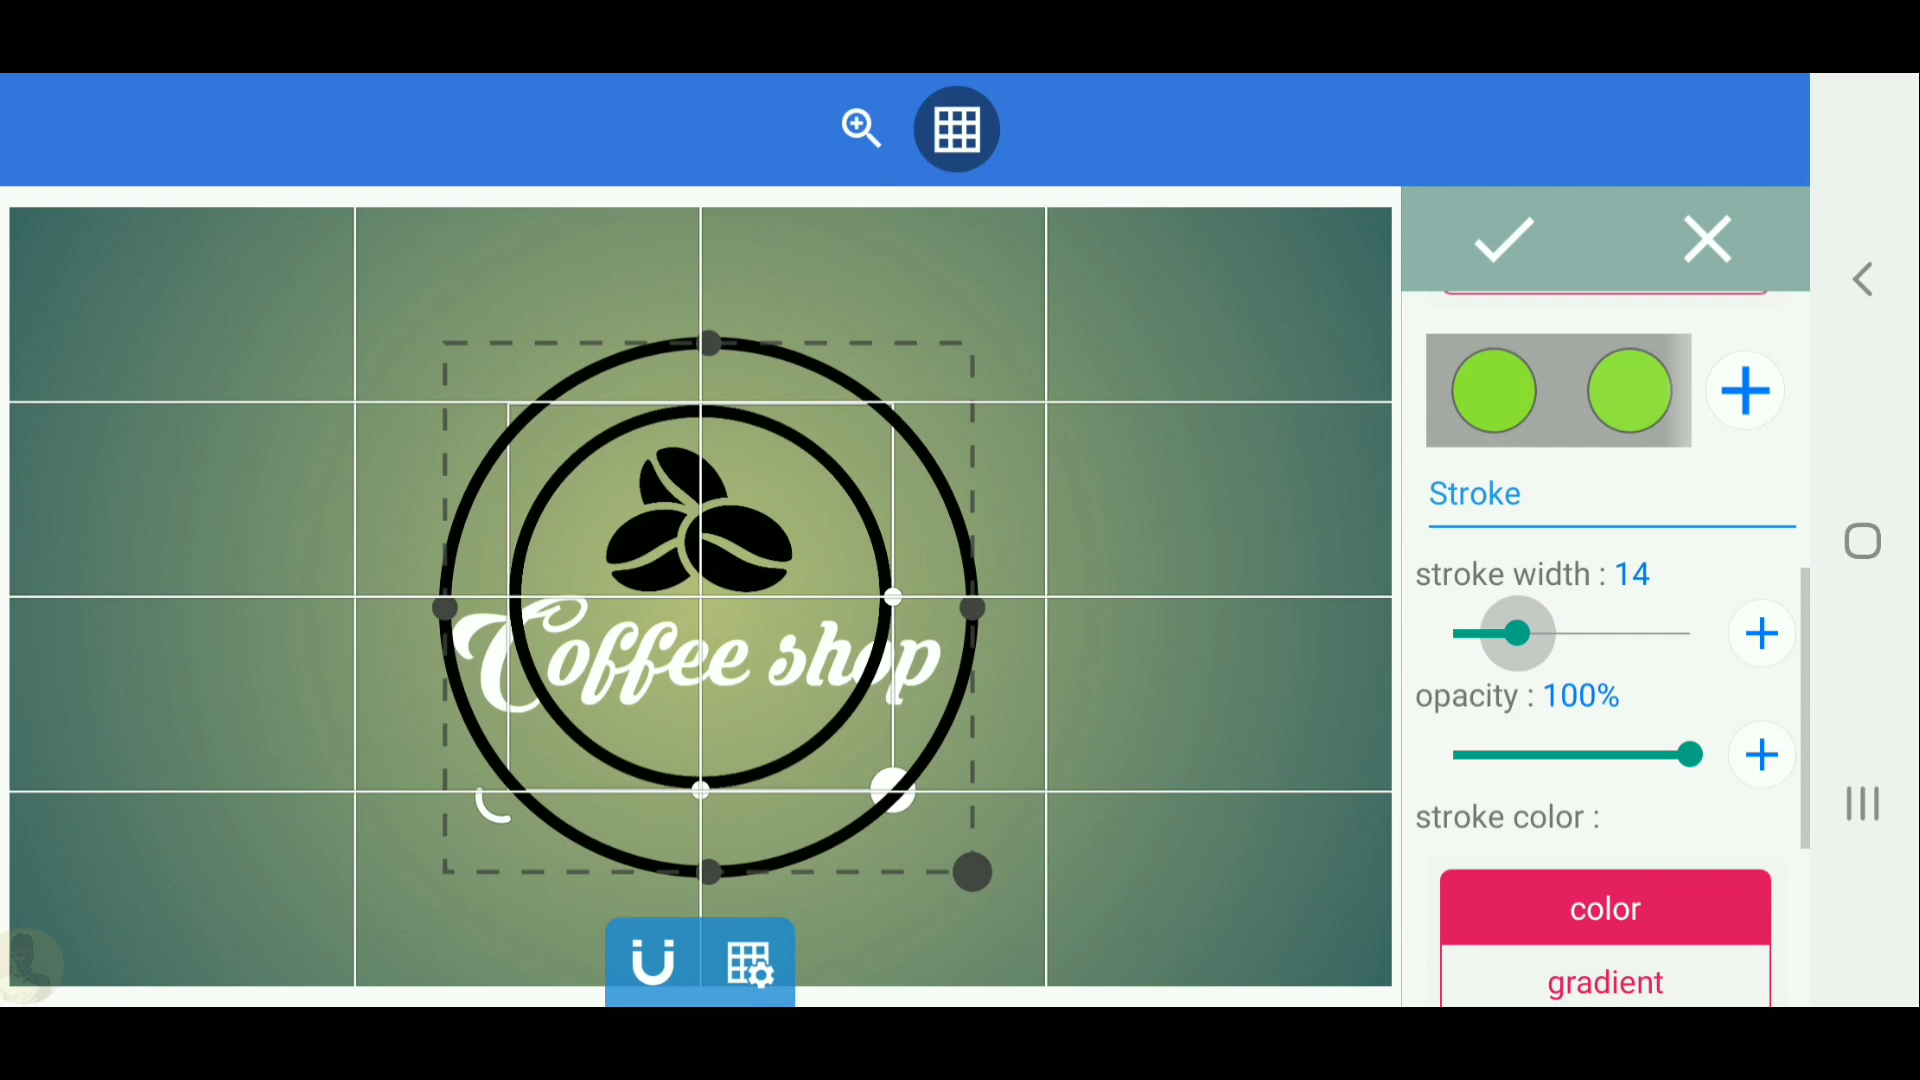 Coffee shop
Stroke
stroke width : 14
opacity : 100%
stroke color :
color
gradient